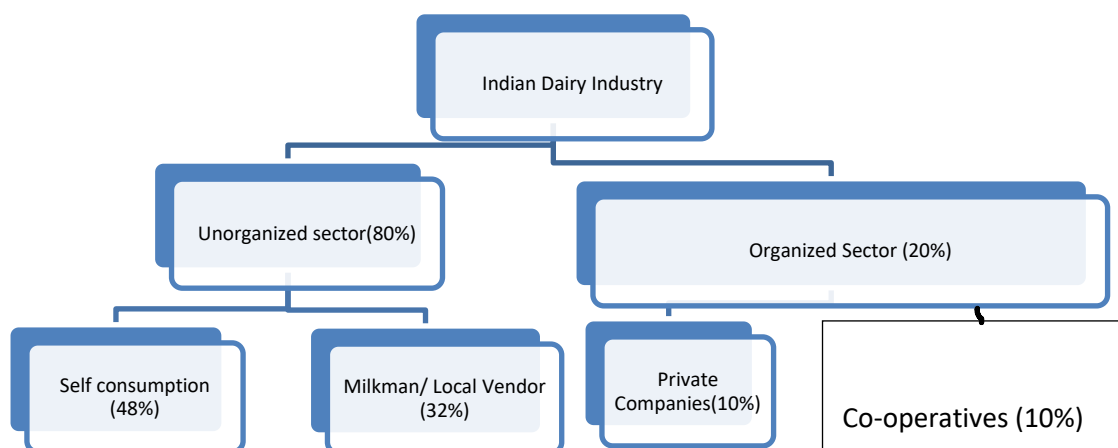 Indian Dairy Industry
Unorganized sector(80%)
Organized Sector (20%)
Self consumption
(48%)
Milkman/ Local Vendor
(32%)
Private
Companies(10%)
Co-operatives (10%)